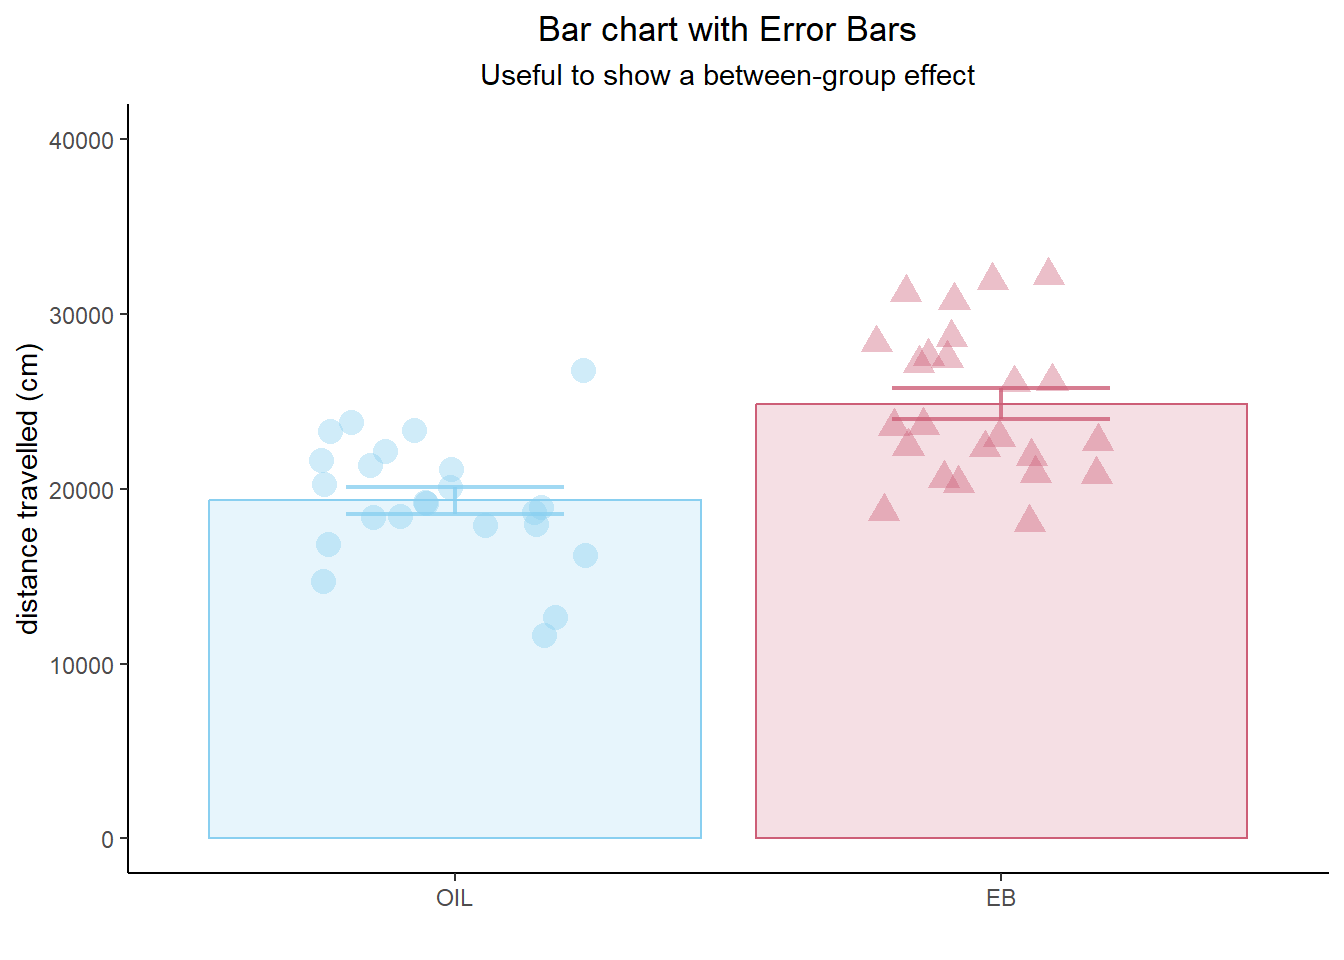 Bar chart with Error Bars
Useful to show a between-group effect
distance travelled (cm)
40000
30000
20000
10000
0
OIL
EB